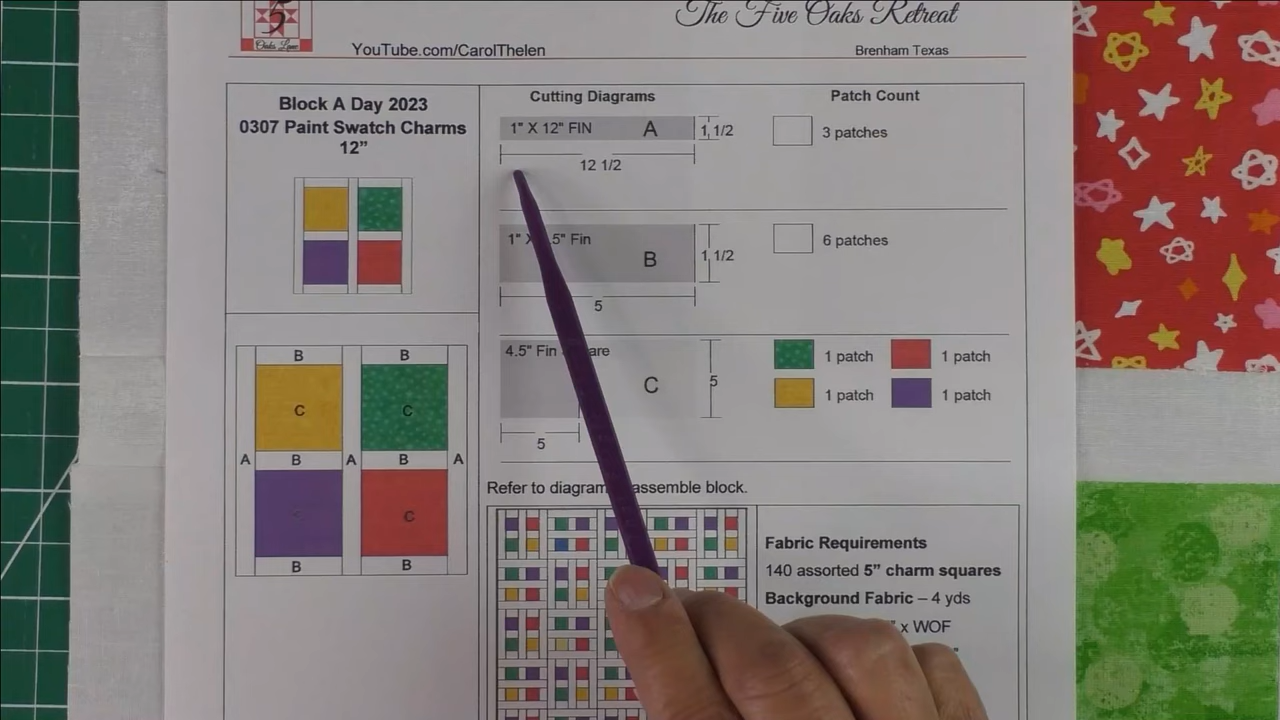 5
Oaks Lane
The Five Oaks Retreat
YouTube.com/CarolThelen
Brenham Texas
Block A Day 2023
0307 Paint Swatch Charms
12”
Cutting Diagrams
Patch Count
1" X 12" FIN
A
1 1/2
12 1/2
3 patches
1" X .5" Fin
B
1 1/2
5
6 patches
4.5" Fin
C
5
5
1 patch
1 patch
1 patch
1 patch
B
B
C
C
A
B
A
B
A
C
B
B
Refer to diagram assemble block.
Fabric Requirements
140 assorted 5” charm squares
Background Fabric – 4 yds
x WOF